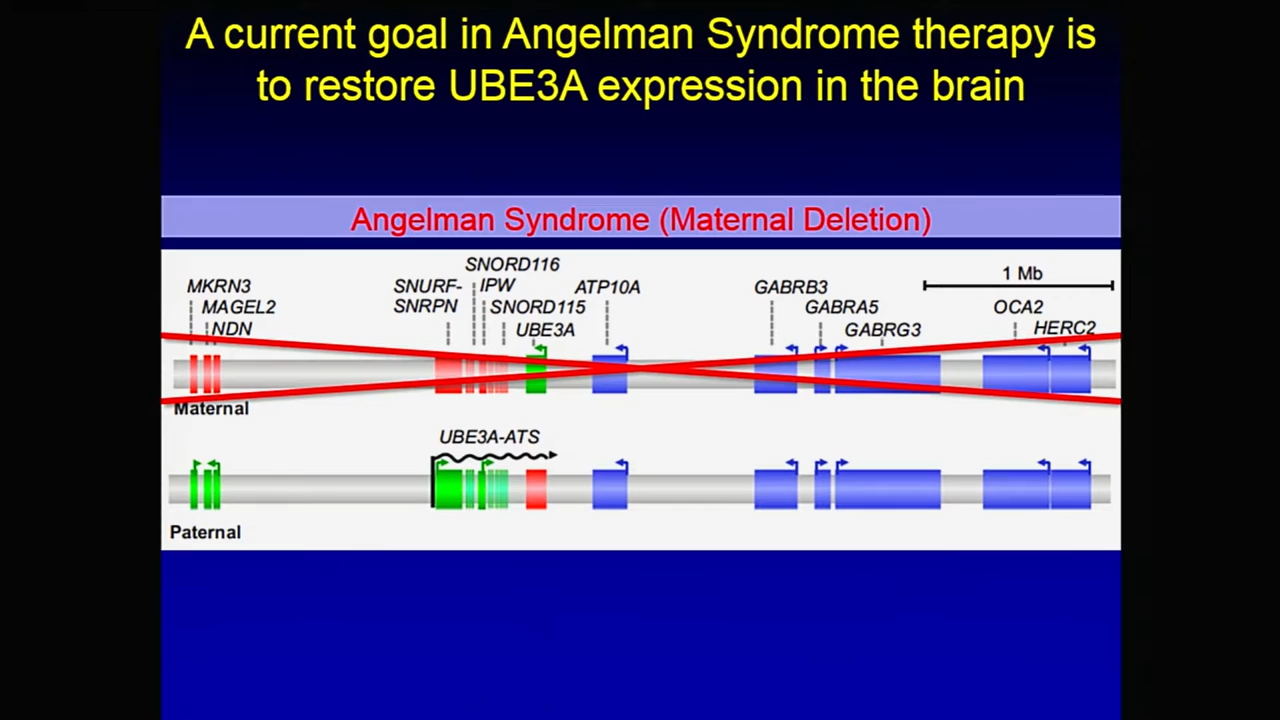 A current goal in Angelman Syndrome therapy is
to restore UBE3A expression in the brain
Angelman Syndrome (Maternal Deletion)
SNORD116
1 Mb
MKRN3
SNURF-
IPW
ATP10A
GABRB3
MAGEL2
SNRPN
SNORD115
GABRA5
OCA2
NDN
UBE3A
GABRG3
HERC2
Maternal
UBE3A-ATS
Paternal